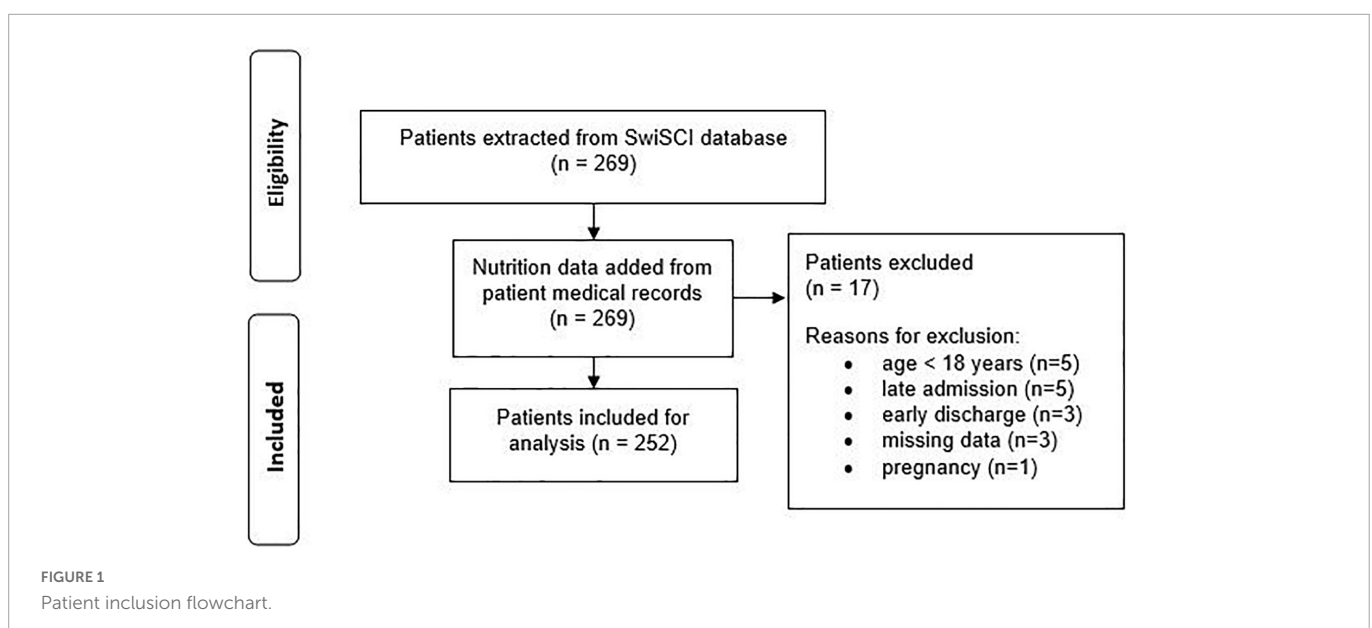 Eligibility
Patients extracted from SwiSCI database
(n = 269)
Nutrition data added from
patient medical records
(n = 269)
Patients excluded
(n = 17)
Reasons for exclusion:
• age < 18 years (n=5)
• late admission (n=5)
• early discharge (n=3)
• missing data (n=3)
• pregnancy (n=1)
Included
Patients included for
analysis (n = 252)
FIGURE 1
Patient inclusion flowchart.